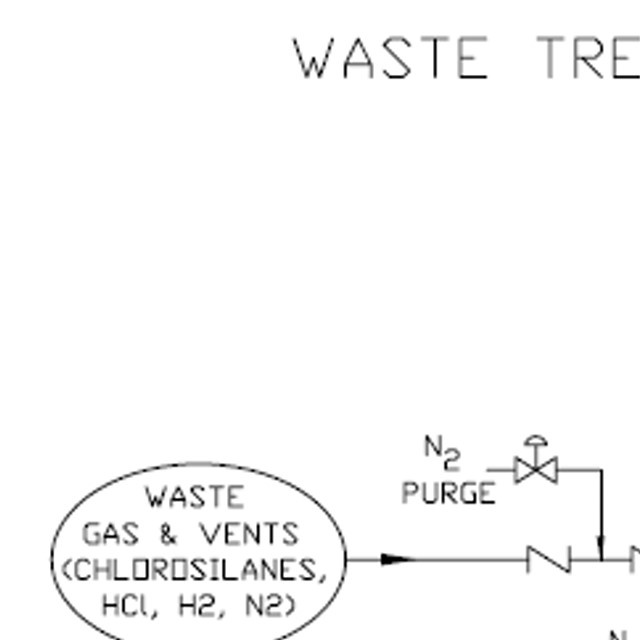 WASTE TRE
N2
PURGE
WASTE
GAS & VENTS
(CHLOROSILANES,
HCl, H2, N2)
N